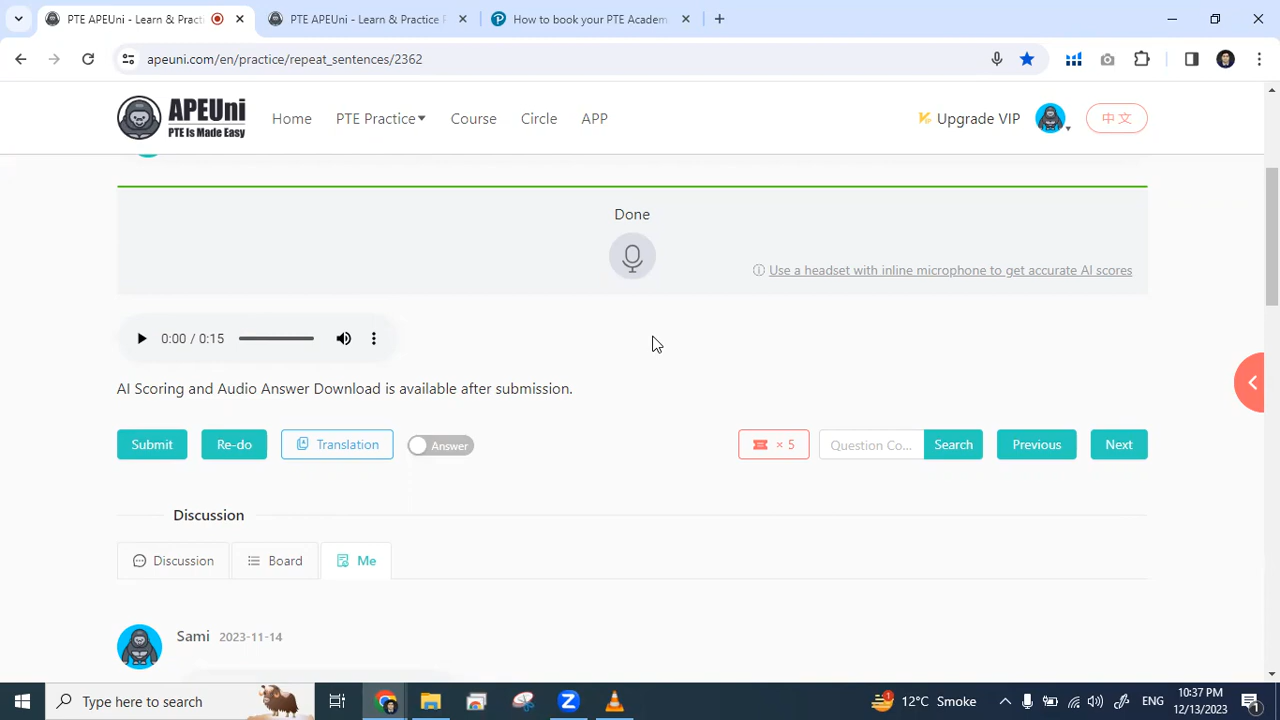 PTE APEUni - Learn & Practi
PTE APEUni - Learn & Practice F
How to book your PTE Academ
apeuni.com/en/practice/repeat_sentences/2362
APEUni
PTE Is Made Easy
Home
PTE Practice
Course
Circle
APP
Upgrade VIP
中文
Done
Use a headset with inline microphone to get accurate AI scores
0:00 / 0:15
AI Scoring and Audio Answer Download is available after submission.
Submit
Re-do
Translation
Answer
× 5
Question Co...
Search
Previous
Next
Discussion
Discussion
Board
Me
Sami 2023-11-14
Type here to search
12°C Smoke
ENG
10:37 PM
12/13/2023
1
1